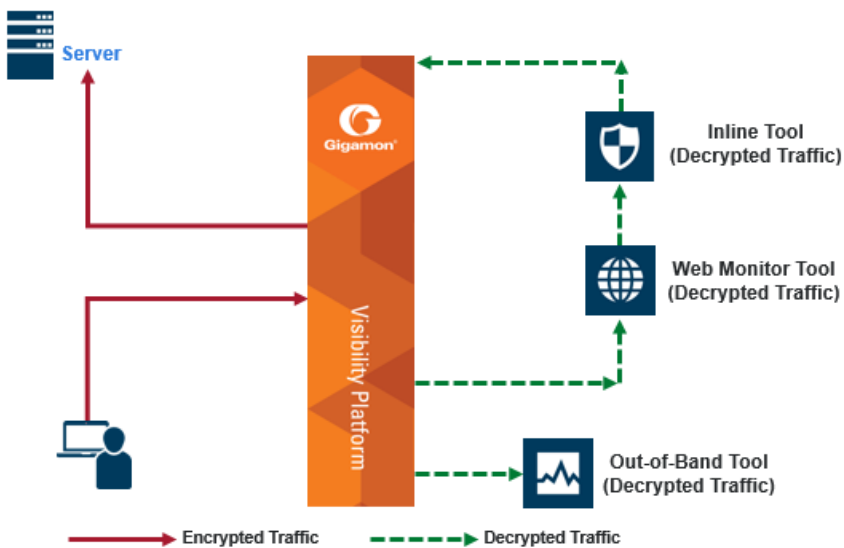 Server
Gigamon®
Visibility Platform
Inline Tool
(Decrypted Traffic)
Web Monitor Tool
(Decrypted Traffic)
Out-of-Band Tool
(Decrypted Traffic)
Encrypted Traffic
Decrypted Traffic